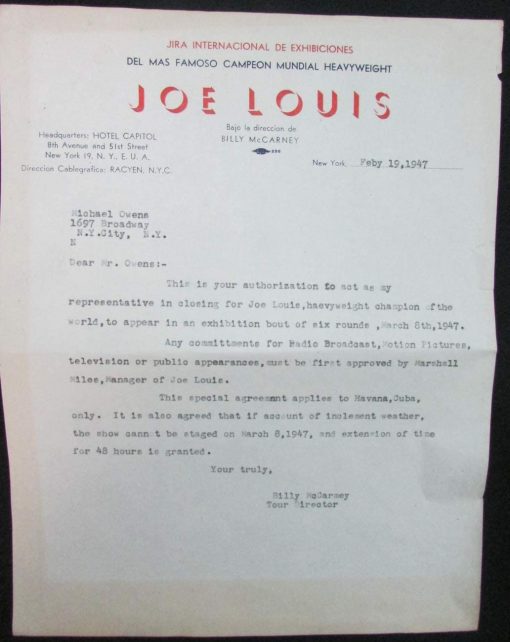 JIRA INTERNACIONAL DE EXHIBICIONES
DEL MAS FAMOSO CAMPEON MUNDIAL HEAVYWEIGHT
JOE LOUIS
Bajo la direccion de
BILLY McCARNEY
Headquarters: HOTEL CAPITOL
8th Avenue and 51st Street
New York 19, N. Y., E. U. A.
Direccion Cablegrafica: RACYEN, N.Y.C.
New York, Feby 19,1947
Michael Owens
1697 Broadway
N.Y.City, N.Y.
N
Dear Mr. Owens:-
This is your authorization to act as my
representative in closing for Joe Louis,haevyweight champion ofthe
world,to appear in an exhibition bout of six rounds ,March 8th,1947.
Any committments for Radio Broadcast,Motion Pictures,
television or public appearances,must be first approved by Marshall
Miles,Manager of Joe Louis.
This special agreemant applies to Havana,Cuba,
only. It is also agreed that if account of inclement weather,
the show cannt be staged on March 8,1947, and extension of time
for 48 hours is granted.
Your truly,
Billy McCarney
Tour Director